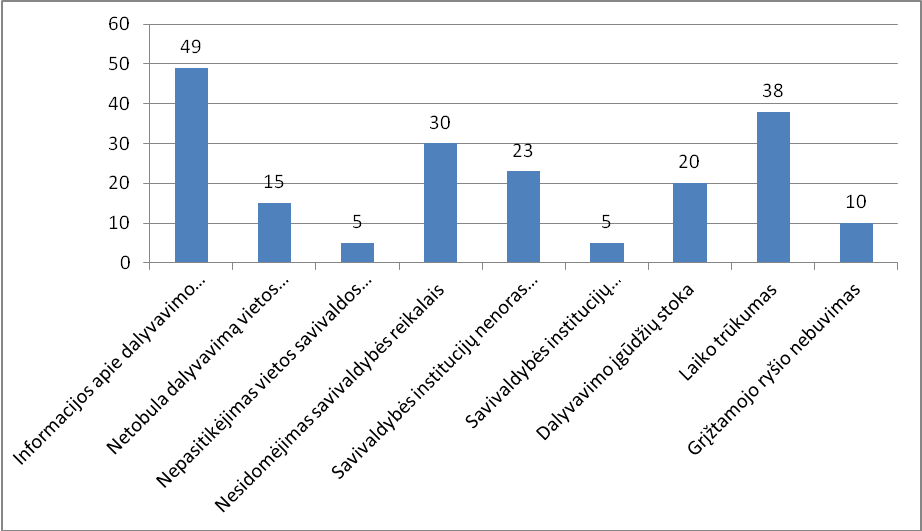 60
50
40
30
20
10
0
49
15
5
30
23
5
20
38
10
Informacijos apie dalyvavimo...
Netobula dalyvavimą vietos...
Nepasitikėjimas vietos savivaldos...
Nesidomėjimas savivaldybės reikalais
Savivaldybės institucijų nenoras...
Savivaldybės institucijų...
Dalyvavimo įgūdžių stoka
Laiko trūkumas
Grįžtamojo ryšio nebuvimas